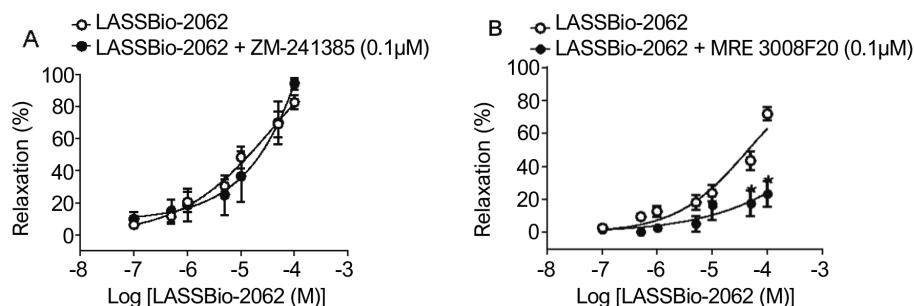 A
LASSBio-2062
LASSBio-2062 + ZM-241385 (0.1µM)
Relaxation (%)
100
80
60
40
20
0
-8 -7 -6 -5 -4 -3
Log [LASSBio-2062 (M)]
B
LASSBio-2062
LASSBio-2062 + MRE 3008F20 (0.1µM)
Relaxation (%)
100
80
60
40
20
0
* *
-8 -7 -6 -5 -4 -3
Log [LASSBio-2062 (M)]